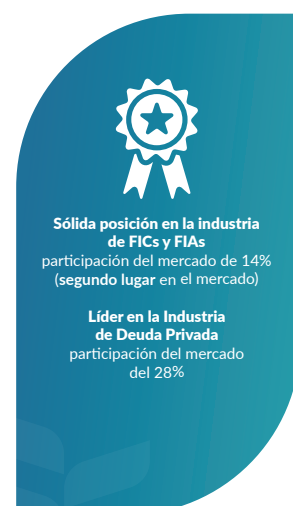 Sólida posición en la industria
de FICs y FIAs
participación del mercado de 14%
(segundo lugar en el mercado)
Líder en la Industria
de Deuda Privada
participación del mercado
del 28%